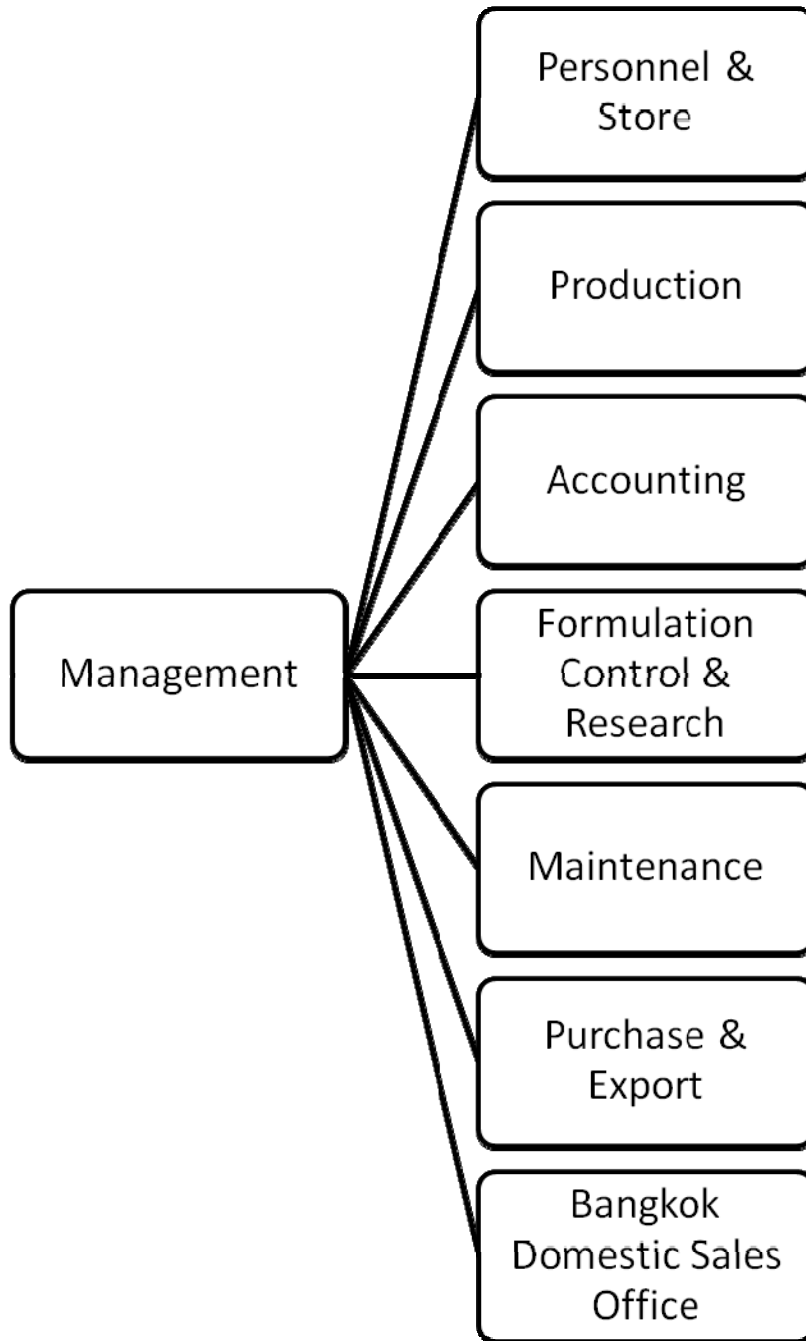 Personnel &
Store
Production
Accounting
Management
Formulation
Control &
Research
Maintenance
Purchase &
Export
Bangkok
Domestic Sales
Office